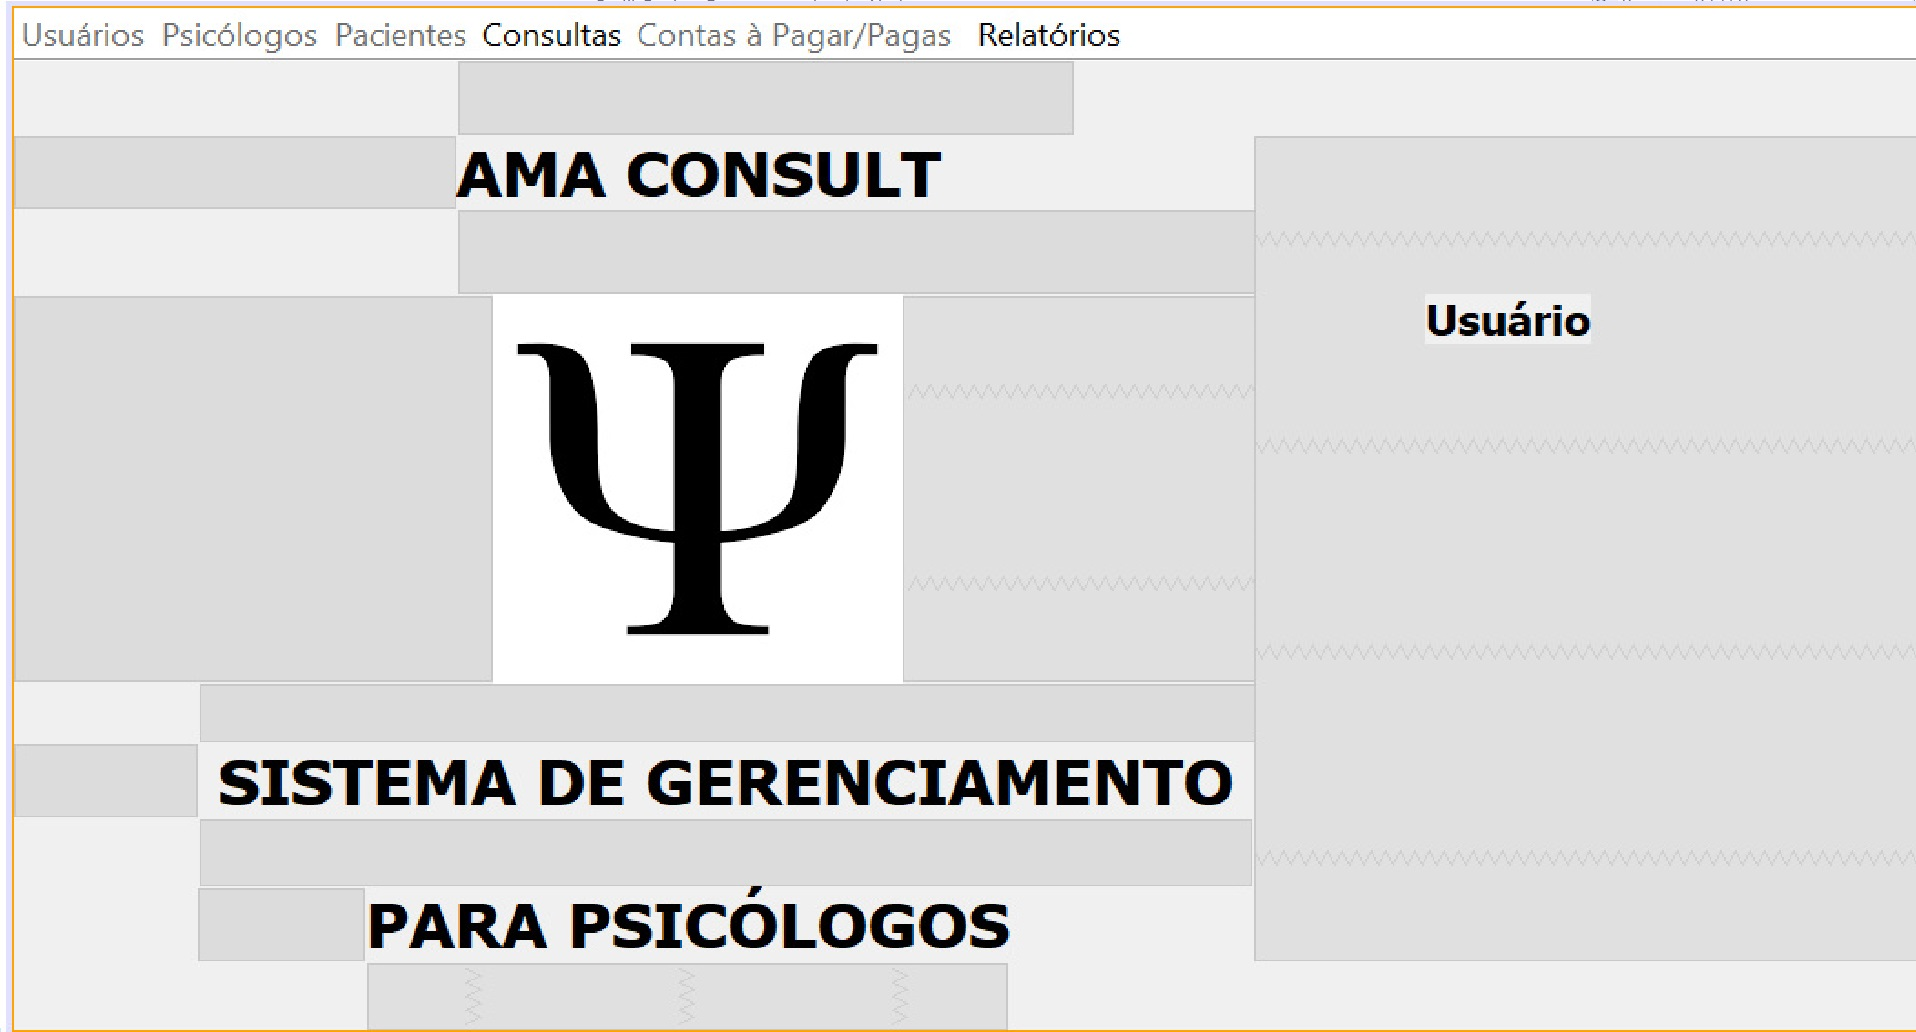 Usuários Psicólogos Pacientes Consultas Contas à Pagar/Pagas Relatórios
AMA CONSULT
Usuário
Ψ
SISTEMA DE GERENCIAMENTO
PARA PSICÓLOGOS